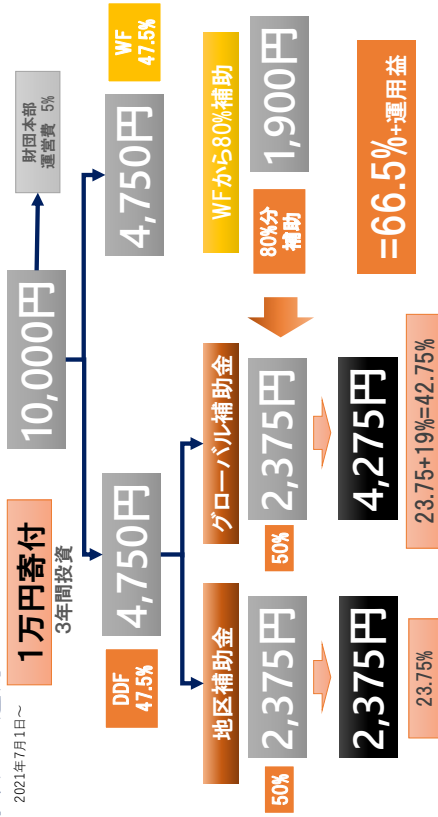 2021年7月1日～
1万円寄付
3年間投資
10,000円
財団本部
運営費 5%
DDF
47.5%
4,750円
4,750円
WF
47.5%
地区補助金
グローバル補助金
WFから80%補助
50%
2,375円
50%
2,375円
80%分
補助
1,900円
2,375円
4,275円
=66.5%+運用益
23.75%
23.75+19%=42.75%